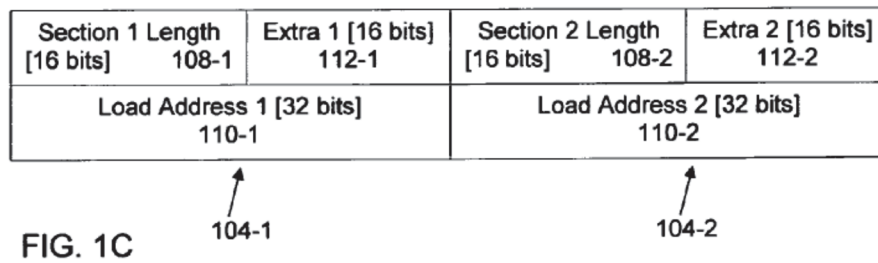 Section 1 Length Extra 1 [16 bits] Section 2 Length Extra 2 [16 bits]
[16 bits] 108-1 112-1 [16 bits] 108-2 112-2
Load Address 1 [32 bits] Load Address 2 [32 bits]
110-1 110-2
104-1 104-2
FIG. 1C